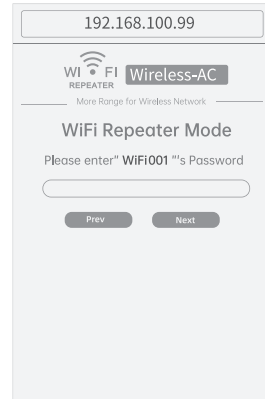 192.168.100.99
WI FI Wireless-AC
REPEATER
More Range for Wireless Network
WiFi Repeater Mode
Please enter" WiFi001 "'s Password
Prev Next